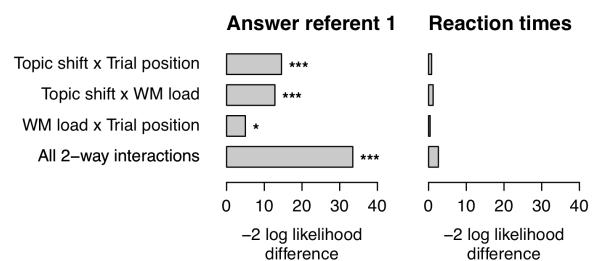 Answer referent 1
Reaction times
Topic shift x Trial position
***
Topic shift x WM load
***
WM load x Trial position
*
All 2−way interactions
***
0 10 20 30 40
0 10 20 30 40
−2 log likelihood
difference
−2 log likelihood
difference